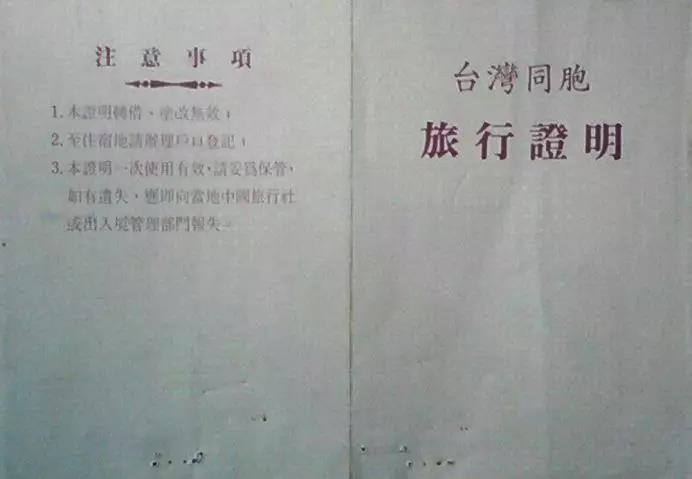 注意事項
1. 本證明轉借、塗改無效；
2. 至住宿地請辦理戶口登記；
3. 本證明一次使用有效，請妥爲保管，
如有遺失，應即向當地中國旅行社
或出入境管理部門報失。
台灣同胞
旅行證明